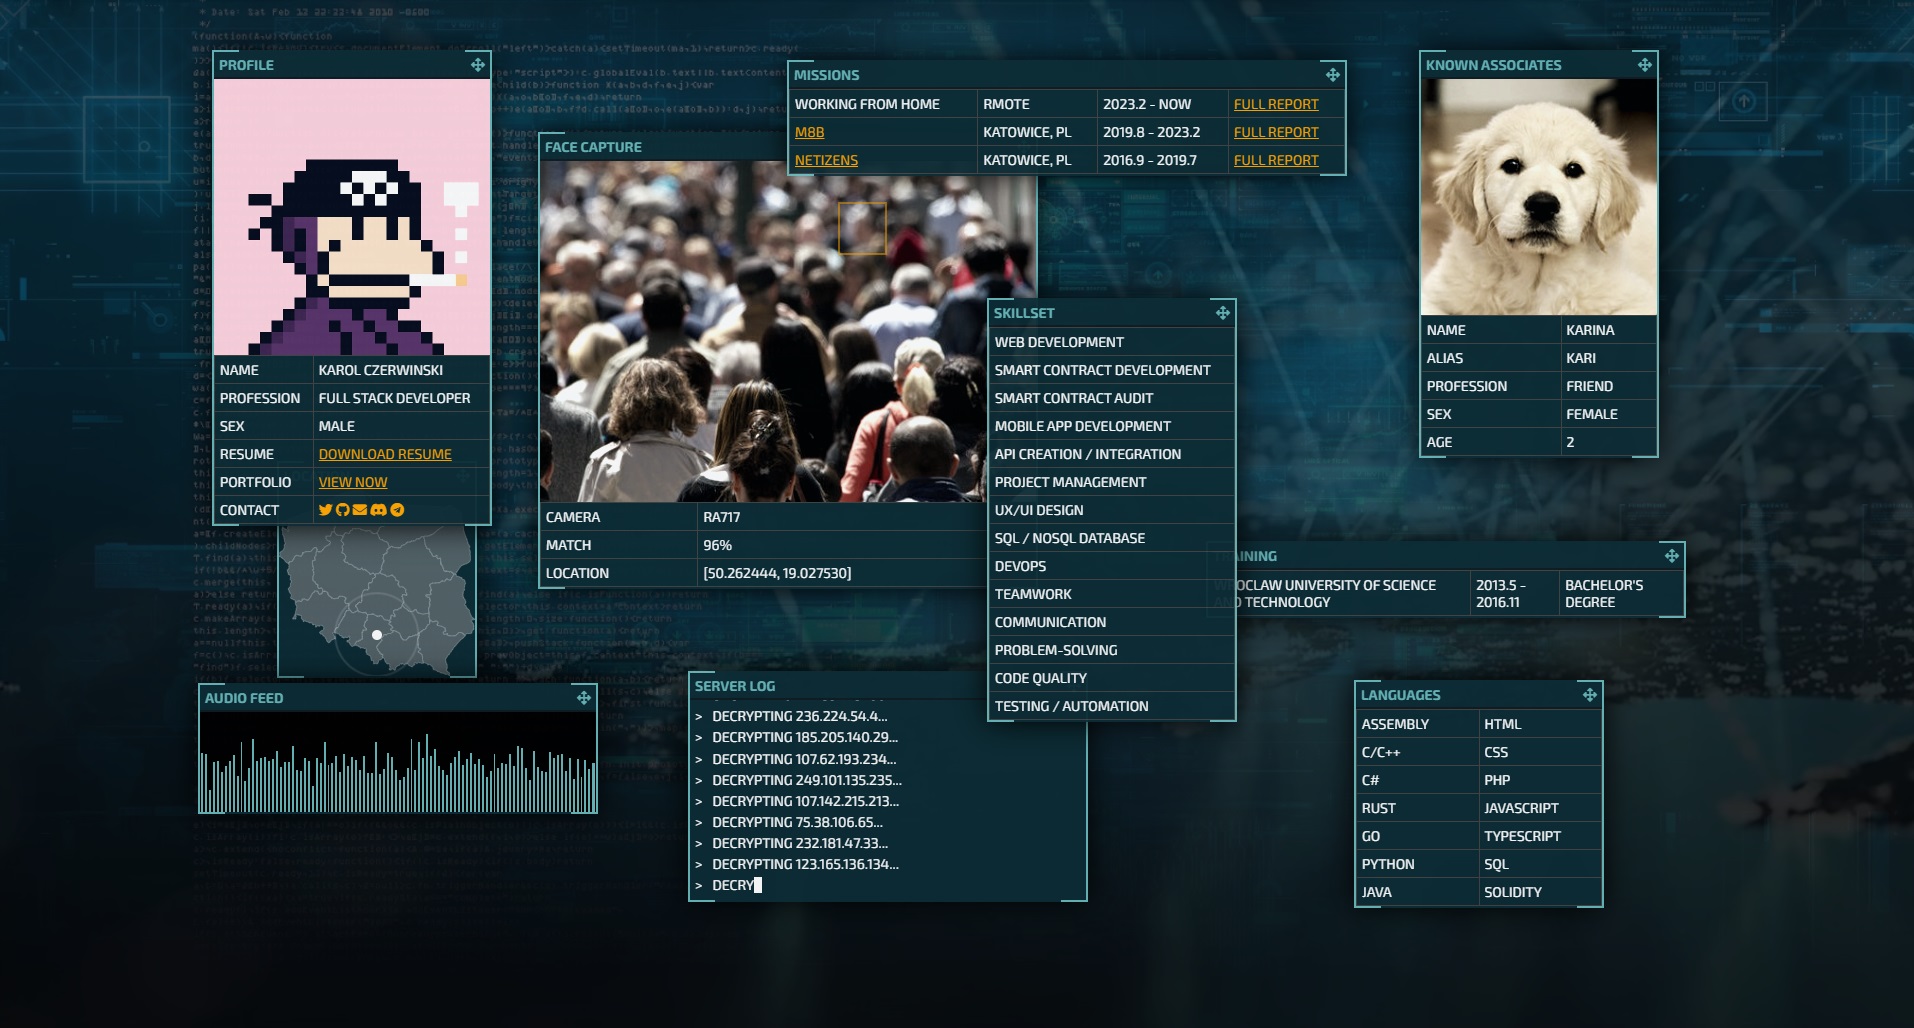 PROFILE
NAME KAROL CZERWINSKI
PROFESSION FULL STACK DEVELOPER
SEX MALE
RESUME DOWNLOAD RESUME
PORTFOLIO VIEW NOW
CONTACT
FACE CAPTURE
CAMERA RA717
MATCH 96%
LOCATION [50.262444, 19.027530]
MISSIONS
WORKING FROM HOME RMOTE 2023.2 - NOW FULL REPORT
M8B KATOWICE, PL 2019.8 - 2023.2 FULL REPORT
NETIZENS KATOWICE, PL 2016.9 - 2019.7 FULL REPORT
KNOWN ASSOCIATES
NAME KARINA
ALIAS KARI
PROFESSION FRIEND
SEX FEMALE
AGE 2
SKILLSET
WEB DEVELOPMENT
SMART CONTRACT DEVELOPMENT
SMART CONTRACT AUDIT
MOBILE APP DEVELOPMENT
API CREATION / INTEGRATION
PROJECT MANAGEMENT
UX/UI DESIGN
SQL / NOSQL DATABASE
DEVOPS
TEAMWORK
COMMUNICATION
PROBLEM-SOLVING
CODE QUALITY
TESTING / AUTOMATION
TRAINING
WROCLAW UNIVERSITY OF SCIENCE
AND TECHNOLOGY
2013.5 -
2016.11
BACHELOR'S
DEGREE
AUDIO FEED
SERVER LOG
> DECRYPTING 236.224.54.4...
> DECRYPTING 185.205.140.29...
> DECRYPTING 107.62.193.234...
> DECRYPTING 249.101.135.235...
> DECRYPTING 107.142.215.213...
> DECRYPTING 75.38.106.65...
> DECRYPTING 232.181.47.33...
> DECRYPTING 123.165.136.134...
> DECRY
LANGUAGES
ASSEMBLY HTML
C/C++ CSS
C# PHP
RUST JAVASCRIPT
GO TYPESCRIPT
PYTHON SQL
JAVA SOLIDITY